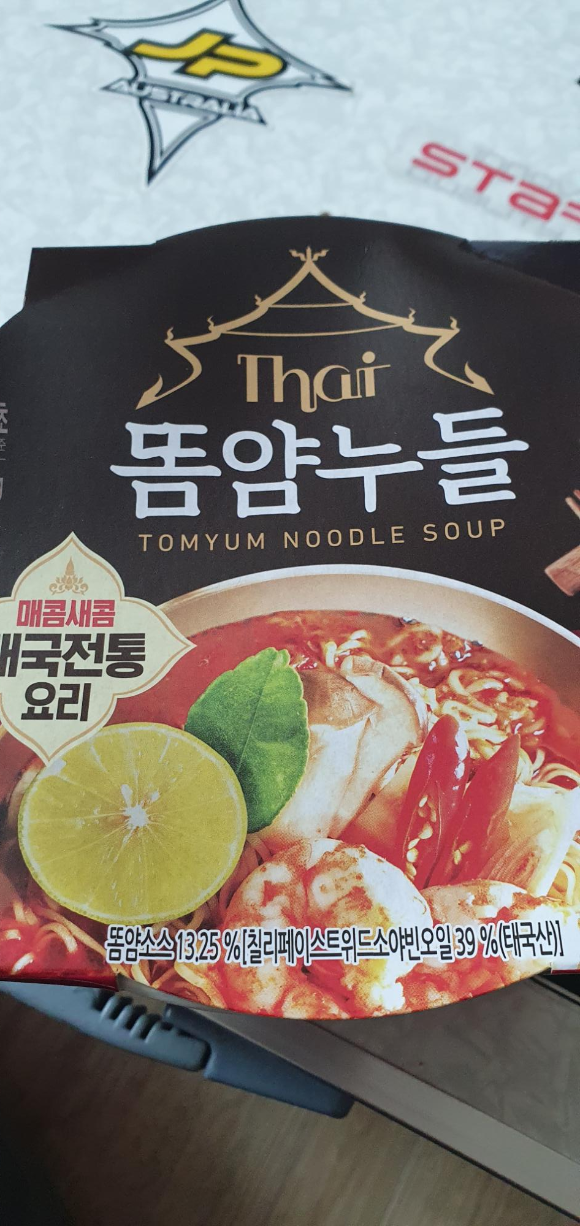 JP
AUSTRALIA
Thai
똠얌누들
TOMYUM NOODLE SOUP
매콤새콤
태국전통
요리
똠얌소스 13.25 %[칠리페이스트위드소야빈오일 39 %(태국산)]